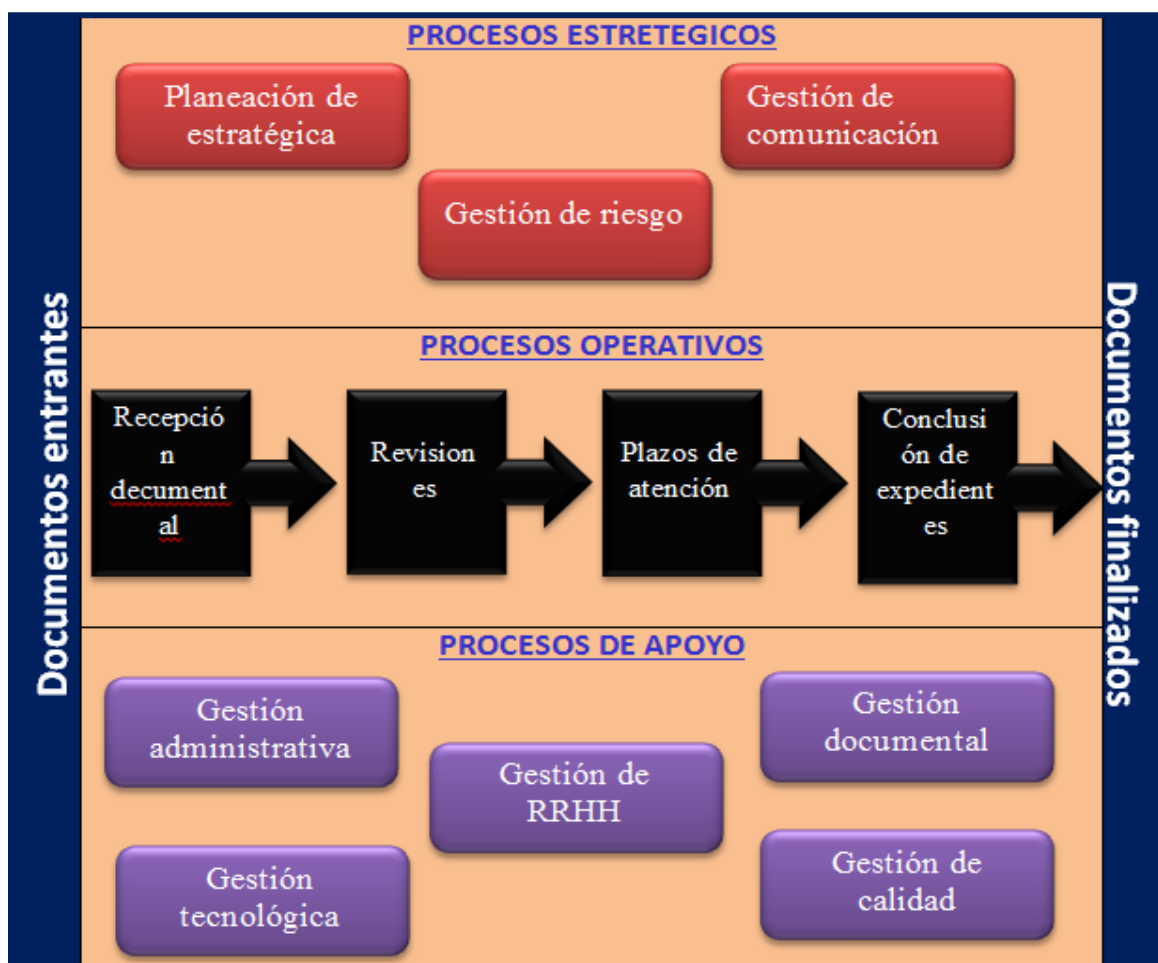 PROCESOS ESTRETEGICOS
Planeación de
estratégica
Gestión de
comunicación
Gestión de riesgo
Documentos entrantes
PROCESOS OPERATIVOS
Recepció
n
decument
al
Revision
es
Plazos de
atención
Conclusi
ón de
expedient
es
Documentos finalizados
PROCESOS DE APOYO
Gestión
administrativa
Gestión de
RRHH
Gestión
documental
Gestión
tecnológica
Gestión de
calidad